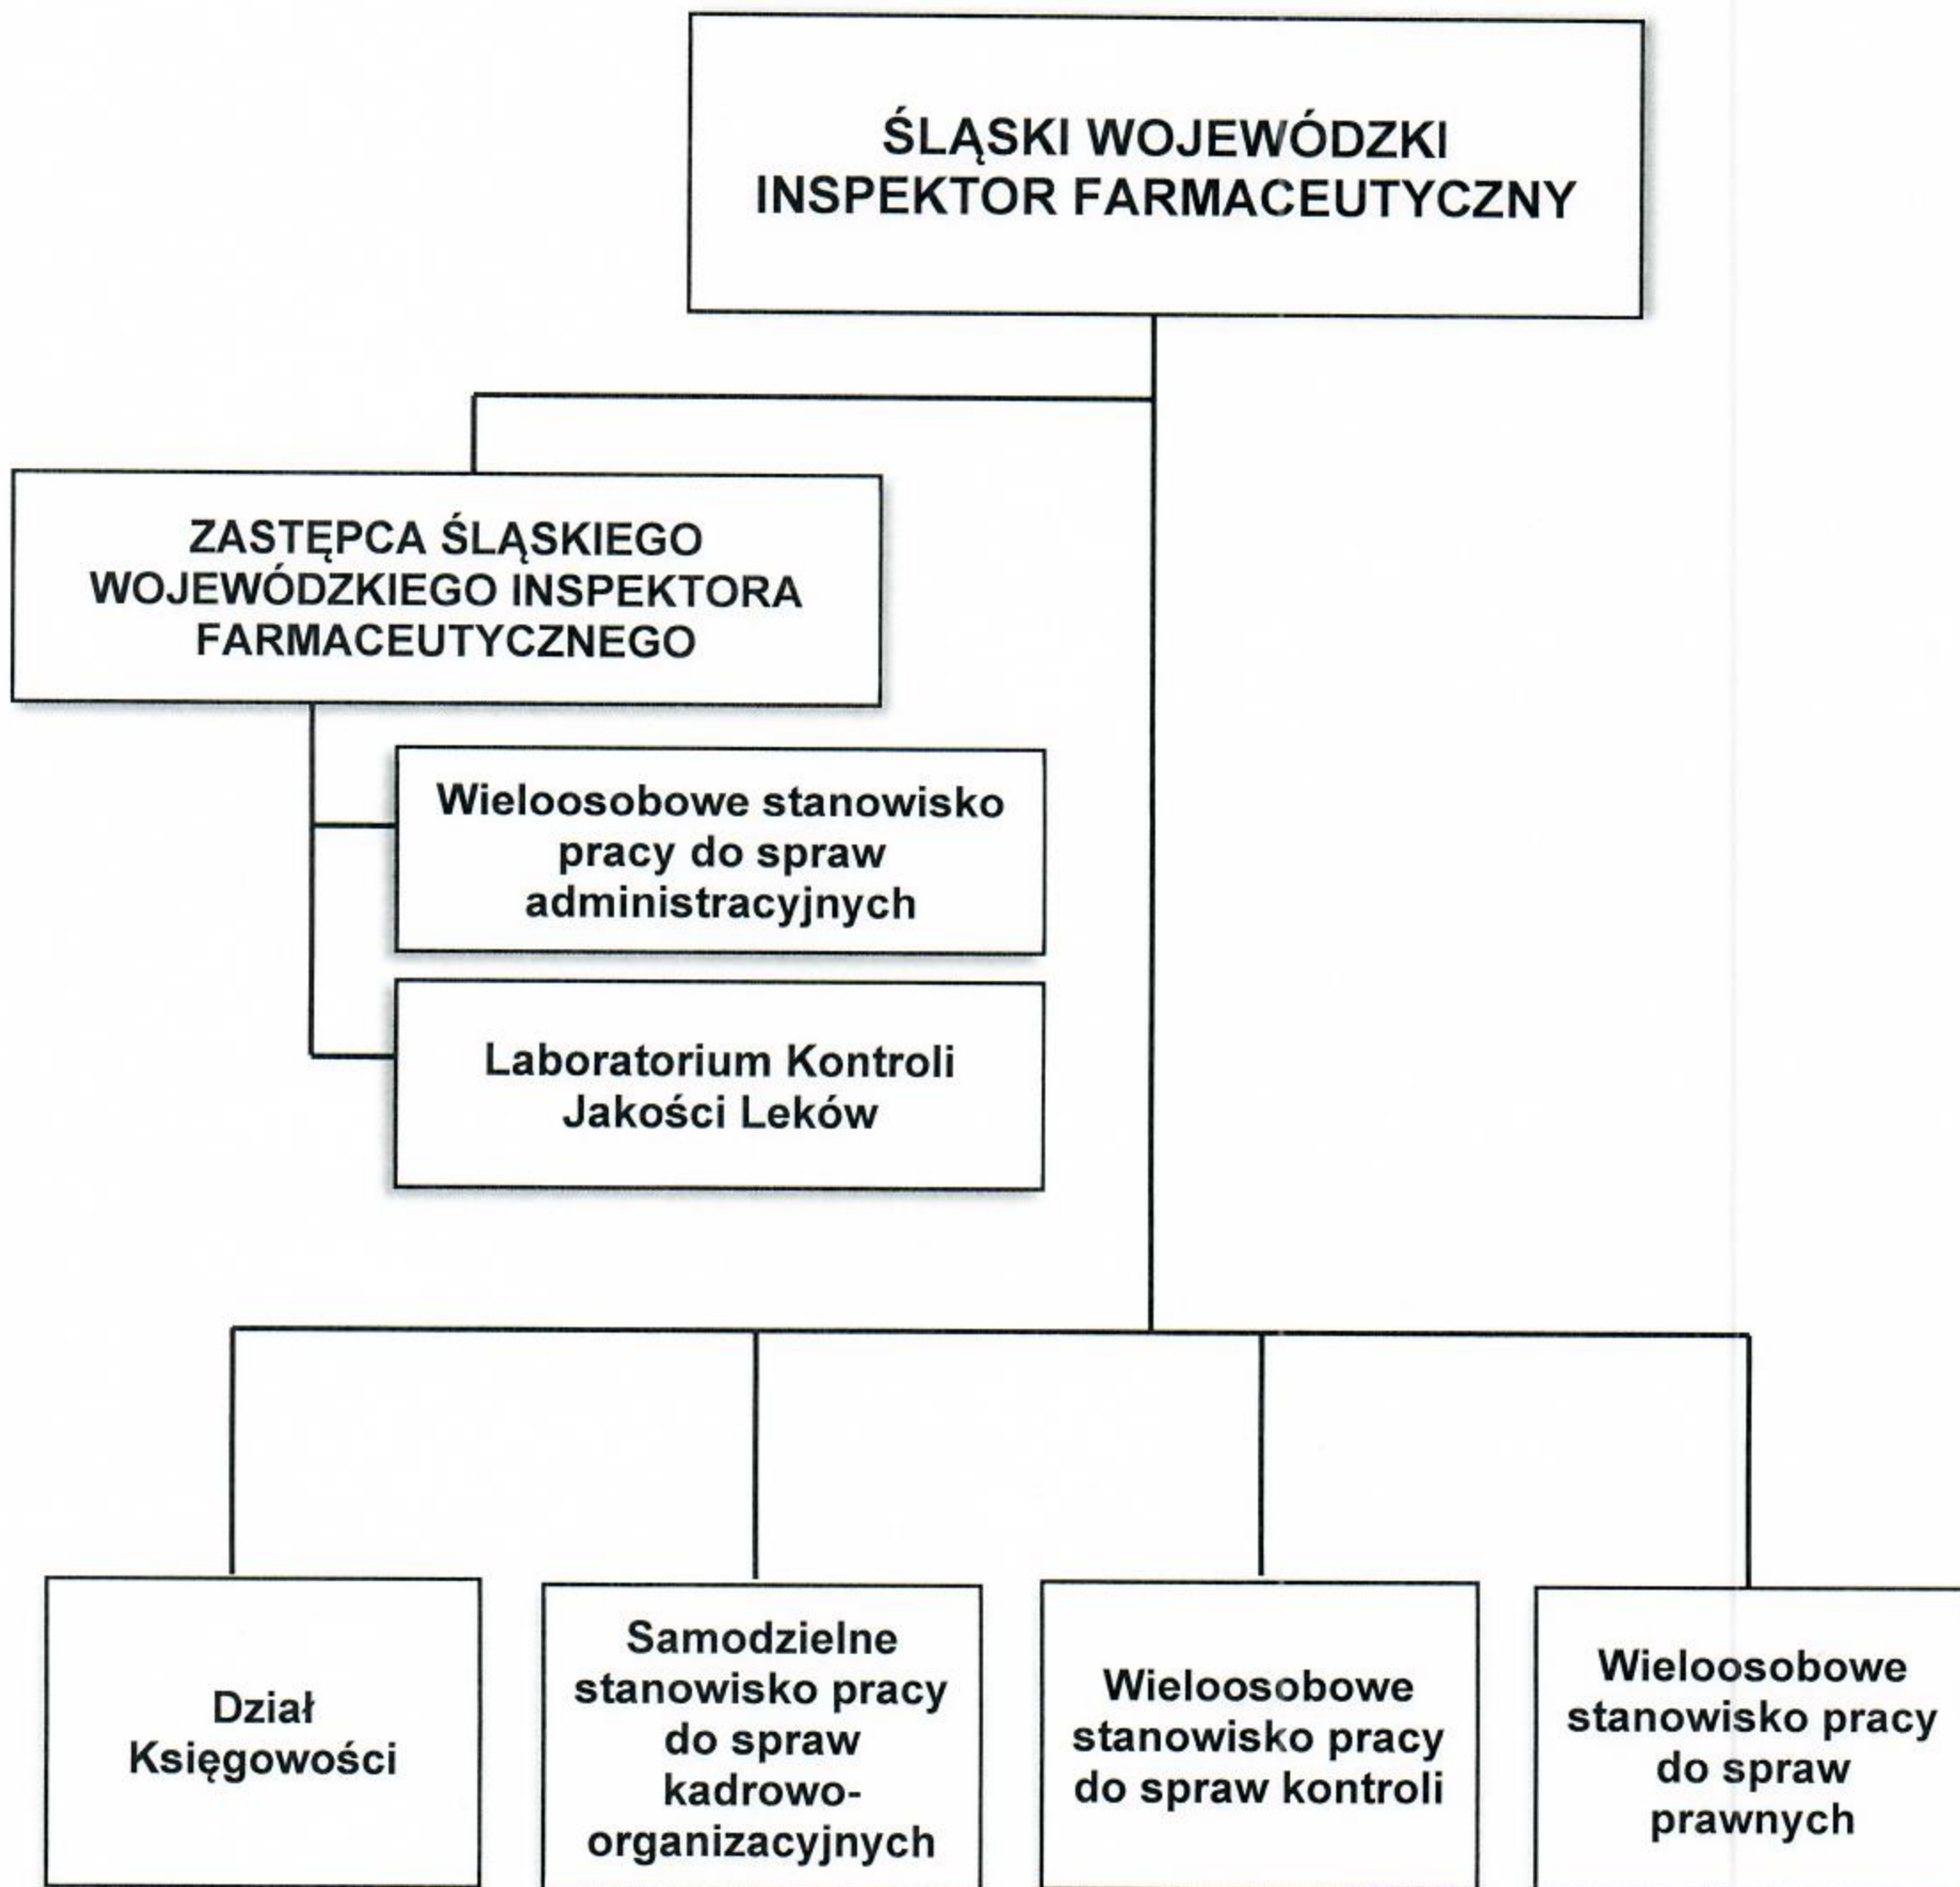 ŚLĄSKI WOJEWÓDZKI
INSPEKTOR FARMACEUTYCZNY
ZASTĘPCA ŚLĄSKIEGO
WOJEWÓDZKIEGO INSPEKTORA
FARMACEUTYCZNEGO
Wieloosobowe stanowisko
pracy do spraw
administracyjnych
Laboratorium Kontroli
Jakości Leków
Dział
Księgowości
Samodzielne
stanowisko pracy
do spraw
kadrowo-
organizacyjnych
Wieloosobowe
stanowisko pracy
do spraw kontroli
Wieloosobowe
stanowisko pracy
do spraw
prawnych